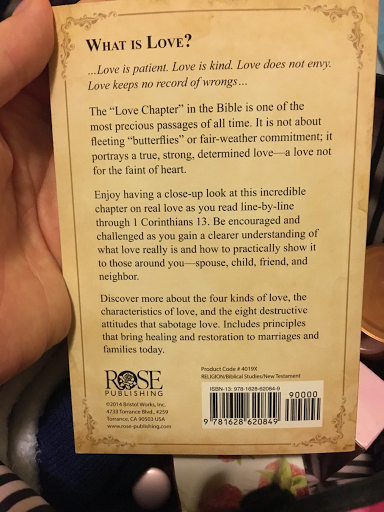 WHAT IS LOVE?
...Love is patient. Love is kind. Love does not envy.
Love keeps no record of wrongs...
The “Love Chapter” in the Bible is one of the
most precious passages of all time. It is not about
fleeting “butterflies” or fair-weather commitment; it
portrays a true, strong, determined love—a love not
for the faint of heart.
Enjoy having a close-up look at this incredible
chapter on real love as you read line-by-line
through 1 Corinthians 13. Be encouraged and
challenged as you gain a clearer understanding of
what love really is and how to practically show it
to those around you—spouse, child, friend, and
neighbor.
Discover more about the four kinds of love, the
characteristics of love, and the eight destructive
attitudes that sabotage love. Includes principles
that bring healing and restoration to marriages and
families today.
ROSE
PUBLISHING
©2014 Bristol Works, Inc.
4733 Torrance Blvd., #259
Torrance, CA 90503 USA
www.rose-publishing.com
Product Code # 4019X
RELIGION/Biblical Studies/New Testament
ISBN-13: 978-1628-62084-9
90000
9 781628 620849